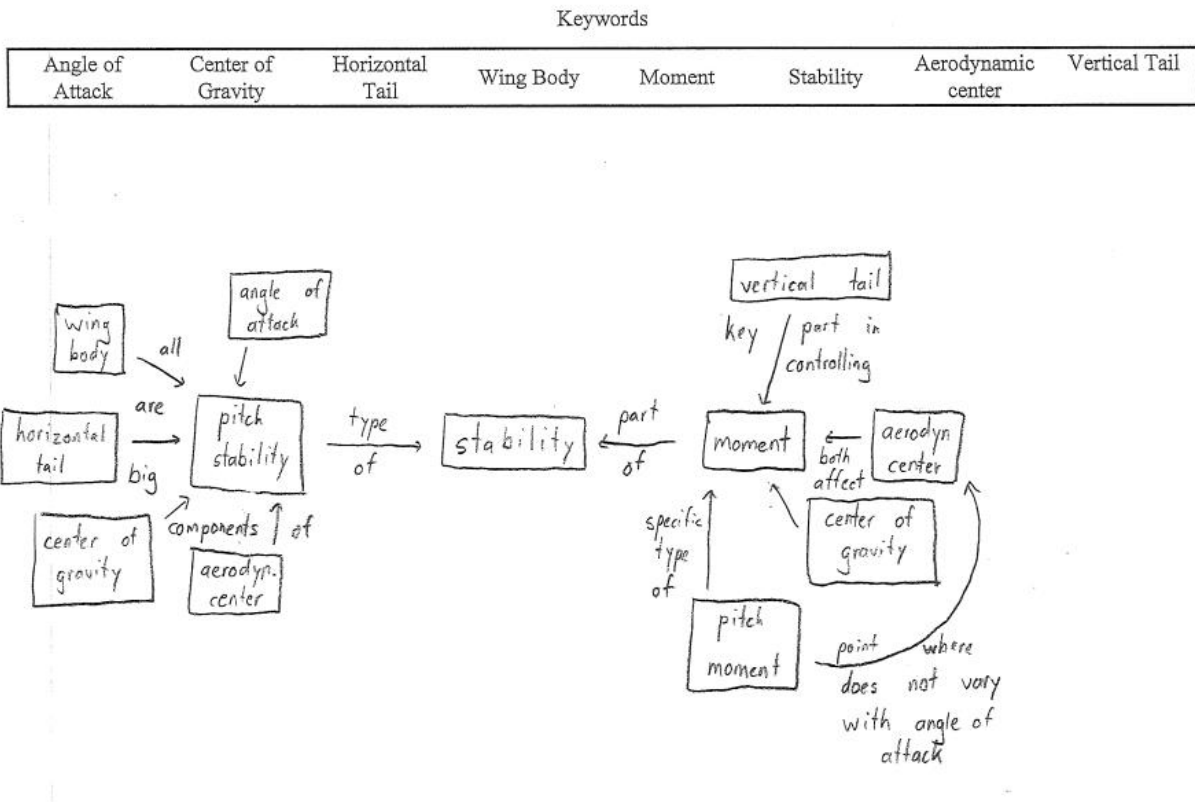 Keywords
Angle of
Attack
Center of
Gravity
Horizontal
Tail
Wing Body
Moment
Stability
Aerodynamic
center
Vertical Tail
vertical tail
key part in
controlling
angle of
attack
wing
body
all
are
big
components of
horizontal
tail
center of
gravity
aerodyn.
center
pitch
stability
type
of
stability
part
of
moment
both
affect
aerodyn
center
center of
gravity
specific
type
of
pitch
moment
point where
does not vary
with angle of
attack